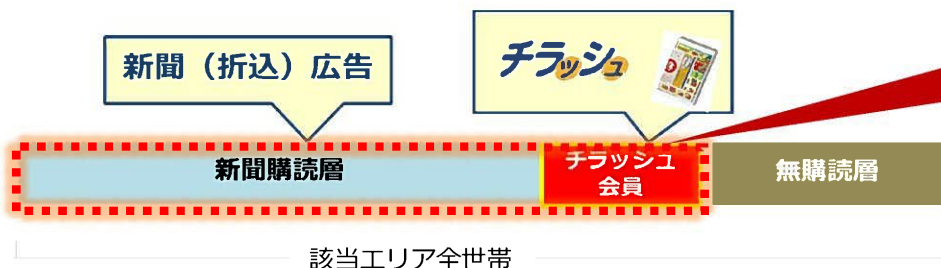 新聞（折込）広告
チラッシュ
新聞購読層
チラッシュ
会員
無購読層
該当エリア全世帯